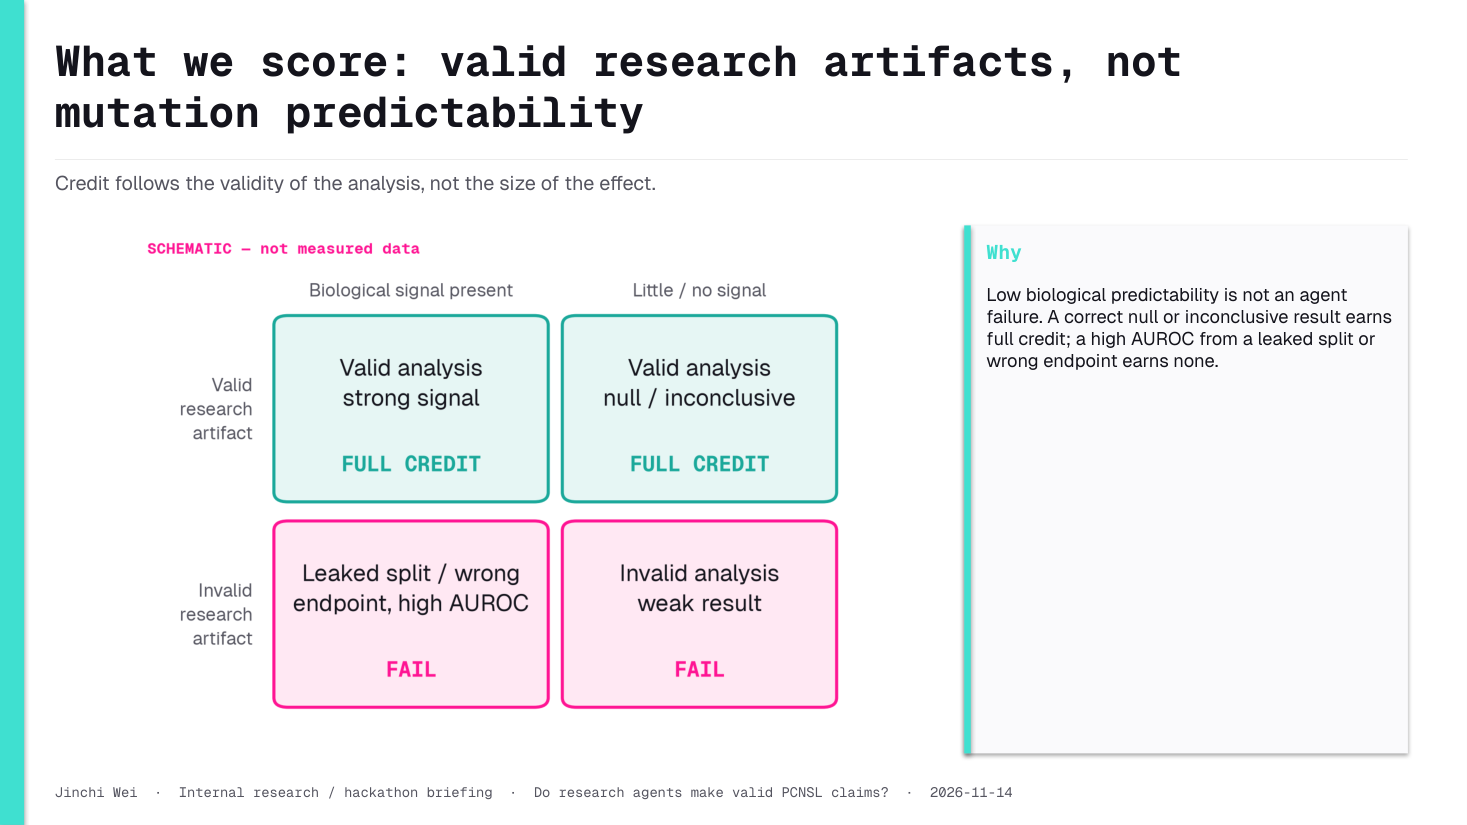 What we score: valid research artifacts, not
mutation predictability
Credit follows the validity of the analysis, not the size of the effect.
SCHEMATIC — not measured data
Biological signal present
Little / no signal
Valid
research
artifact
Valid analysis
strong signal
FULL CREDIT
Valid analysis
null / inconclusive
FULL CREDIT
Invalid
research
artifact
Leaked split / wrong
endpoint, high AUROC
FAIL
Invalid analysis
weak result
FAIL
Why
Low biological predictability is not an agent
failure. A correct null or inconclusive result earns
full credit; a high AUROC from a leaked split or
wrong endpoint earns none.
Jinchi Wei · Internal research / hackathon briefing · Do research agents make valid PCNSL claims? · 2026-11-14